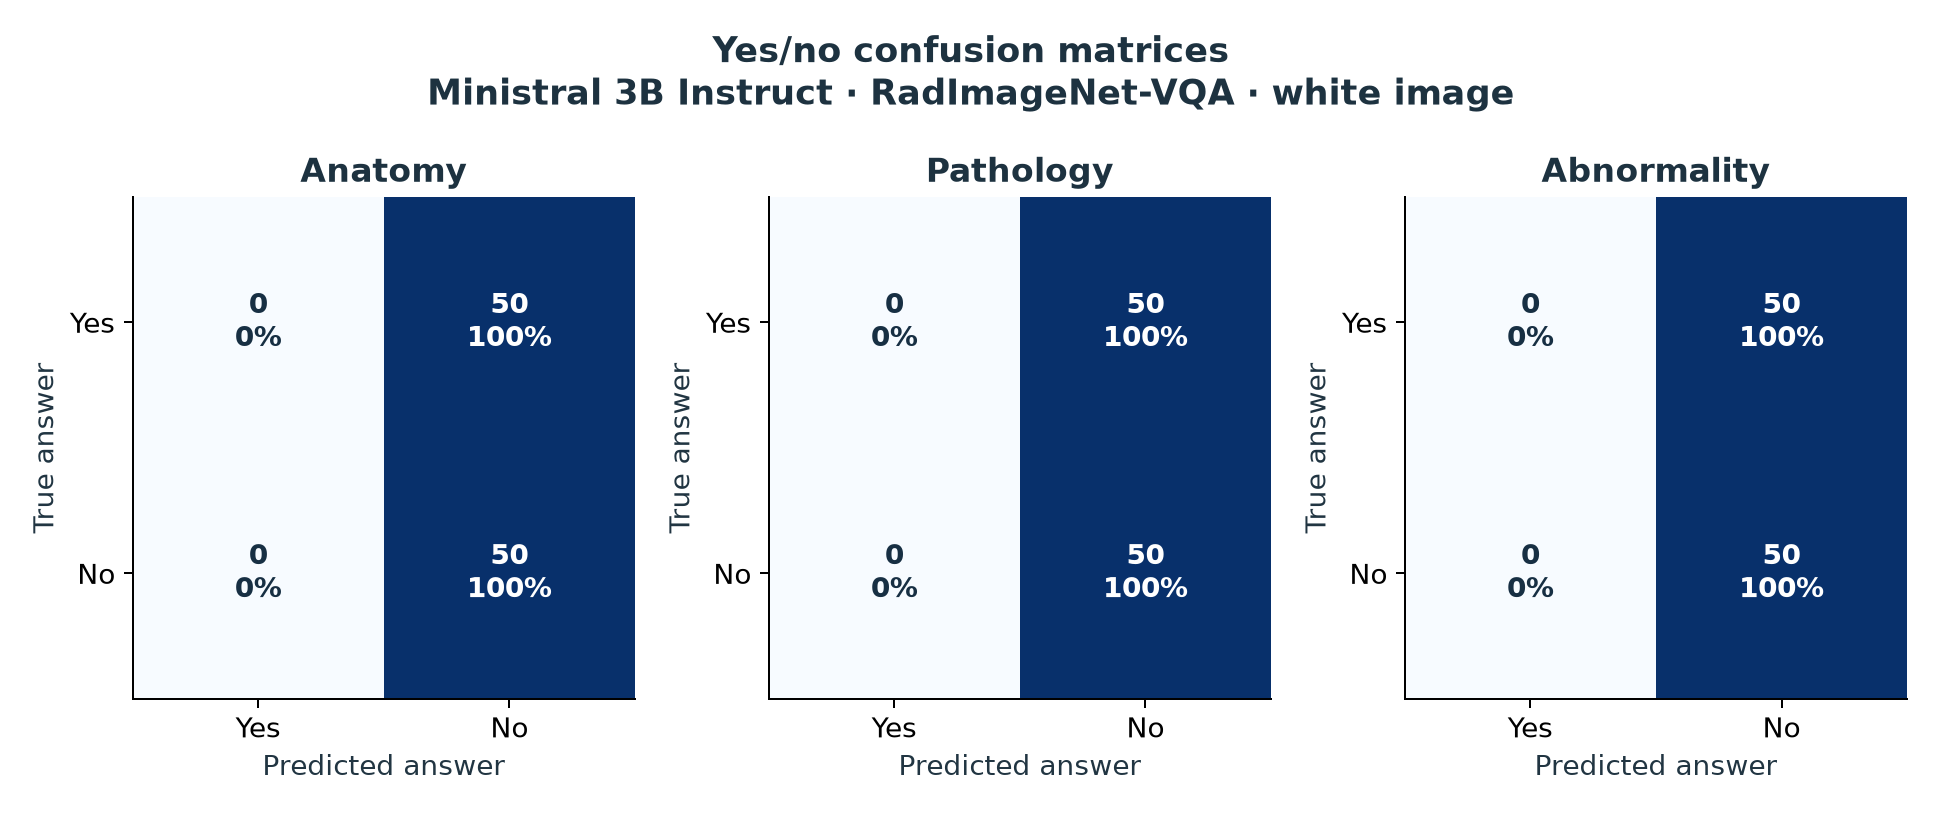 Yes/no confusion matrices
Ministral 3B Instruct · RadImageNet-VQA · white image
Anatomy
True answer
Yes
0
0%
50
100%
No
0
0%
50
100%
Yes
No
Predicted answer
Pathology
True answer
Yes
0
0%
50
100%
No
0
0%
50
100%
Yes
No
Predicted answer
Abnormality
True answer
Yes
0
0%
50
100%
No
0
0%
50
100%
Yes
No
Predicted answer